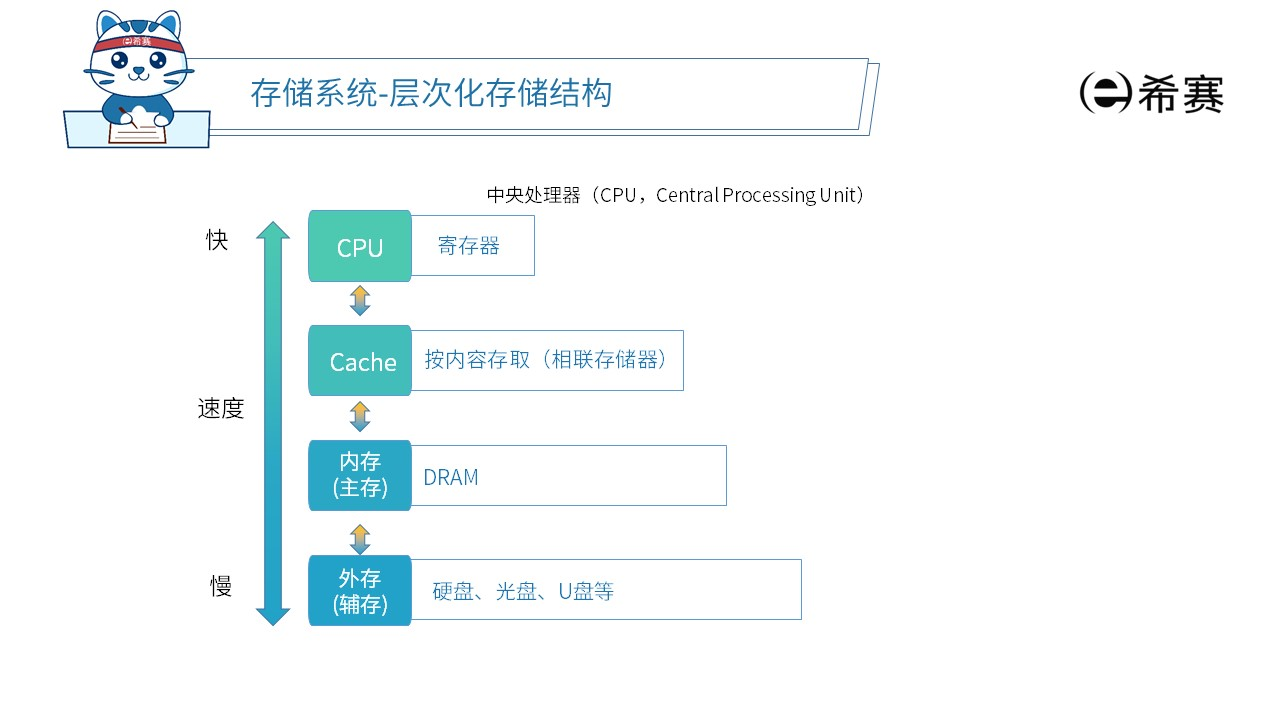 希赛
存储系统-层次化存储结构
希赛
中央处理器（CPU，Central Processing Unit）
快
CPU
寄存器
Cache
按内容存取（相联存储器）
速度
内存
(主存)
DRAM
慢
外存
(辅存)
硬盘、光盘、U盘等